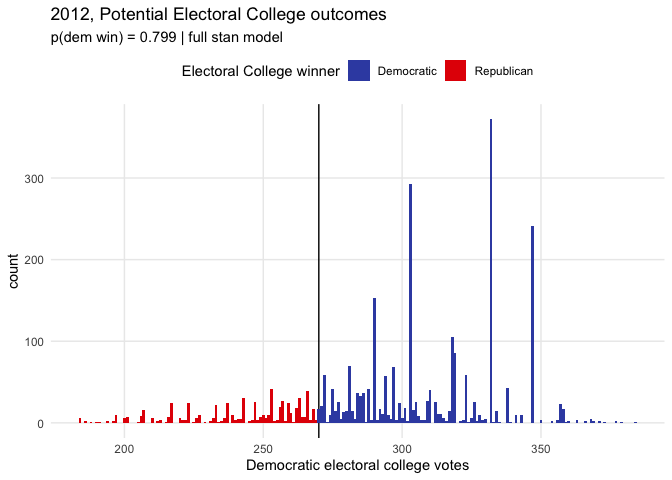 2012, Potential Electoral College outcomes
p(dem win) = 0.799 | full stan model
Electoral College winner Democratic Republican
count
300
200
100
0
200 250 300 350
Democratic electoral college votes